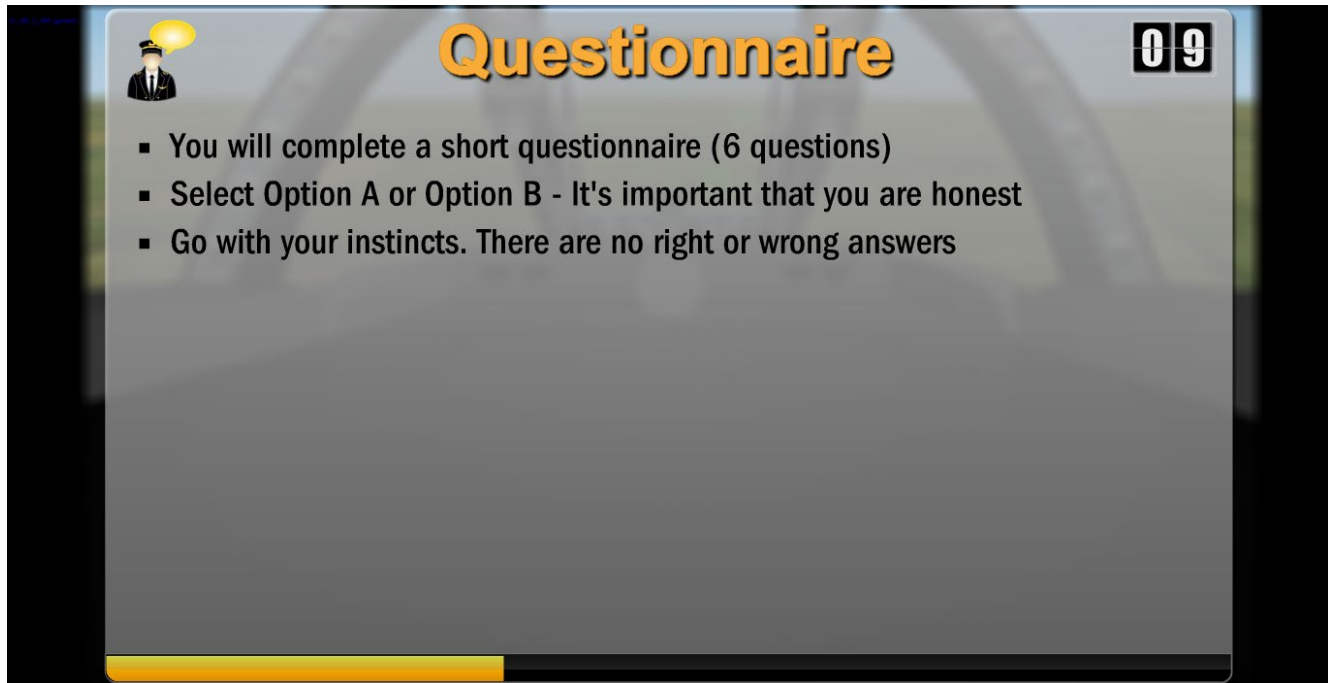 Questionnaire
09
▪ You will complete a short questionnaire (6 questions)
▪ Select Option A or Option B - It's important that you are honest
▪ Go with your instincts. There are no right or wrong answers